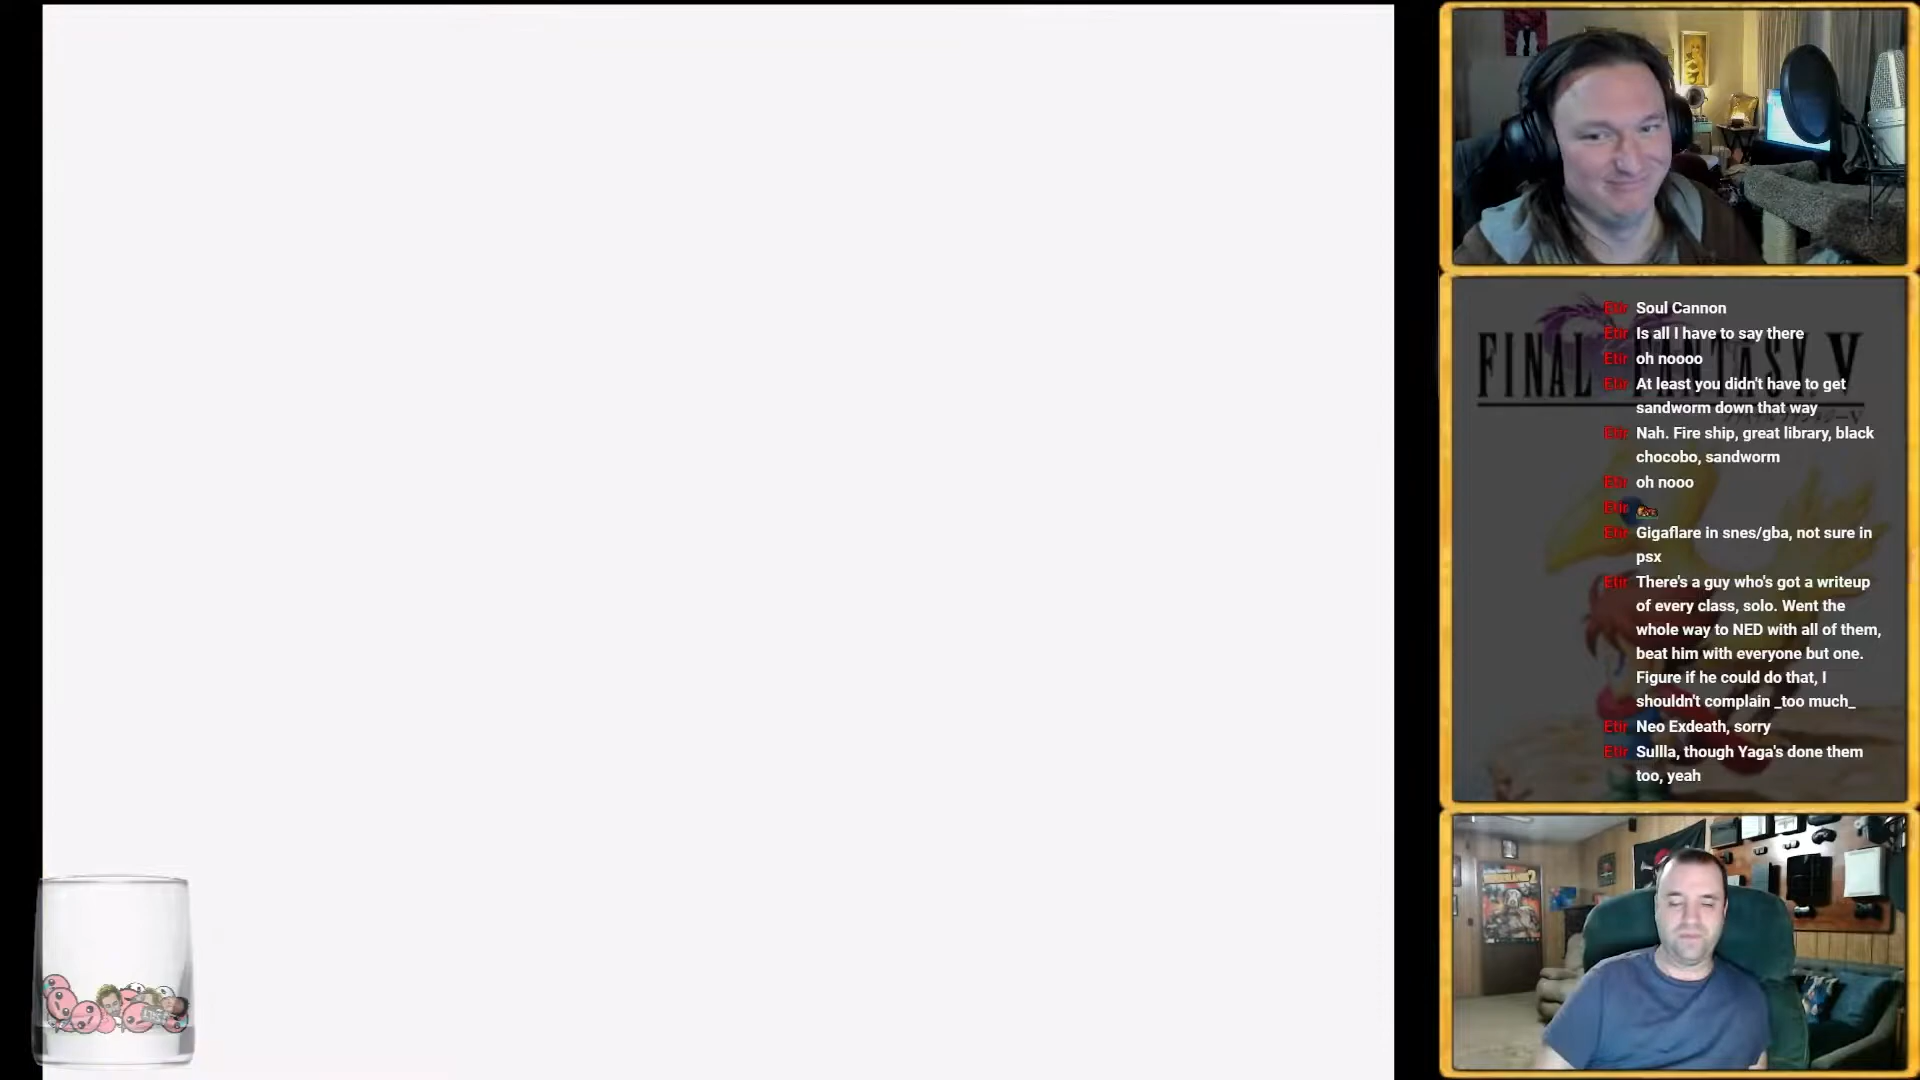 Etir Soul Cannon
Etir Is all I have to say there
Etir oh noooo
Etir At least you didn't have to get
sandworm down that way
Etir Nah. Fire ship, great library, black
chocobo, sandworm
Etir oh nooo
Etir
Etir Gigaflare in snes/gba, not sure in
psx
Etir There's a guy who's got a writeup
of every class, solo. Went the
whole way to NED with all of them,
beat him with everyone but one.
Figure if he could do that, I
shouldn't complain _too much_
Etir Neo Exdeath, sorry
Etir Sullla, though Yaga's done them
too, yeah
FINAL FANTASY V